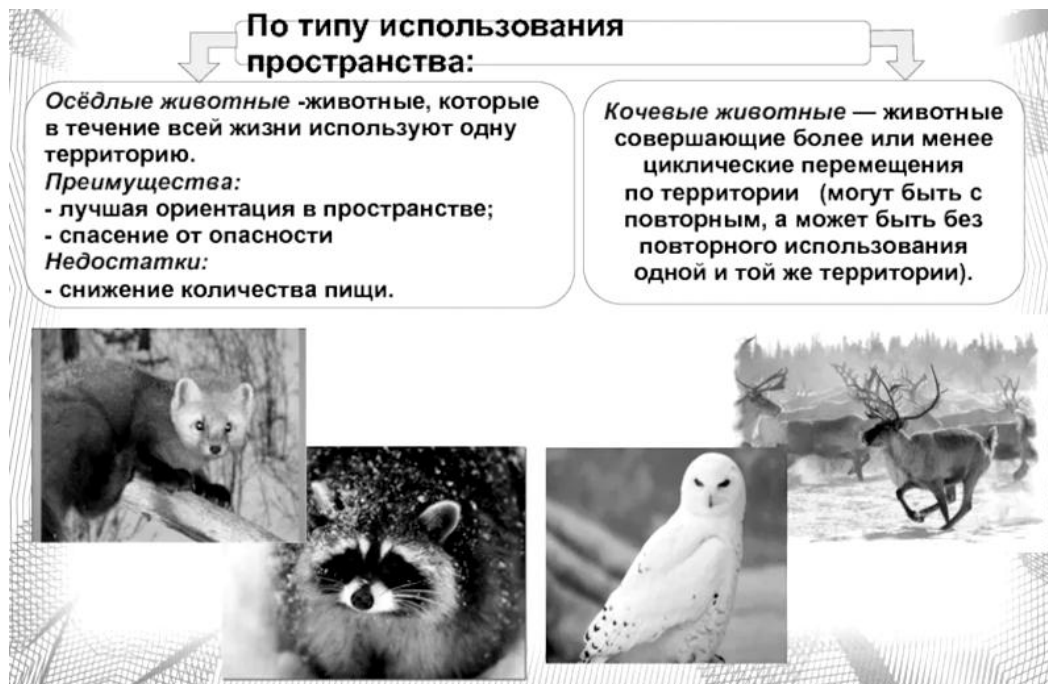 По типу использования
пространства:
Осёдлые животные -животные, которые
в течение всей жизни используют одну
территорию.
Преимущества:
- лучшая ориентация в пространстве;
- спасение от опасности
Недостатки:
- снижение количества пищи.
Кочевые животные — животные
совершающие более или менее
циклические перемещения
по территории (могут быть с
повторным, а может быть без
повторного использования
одной и той же территории).